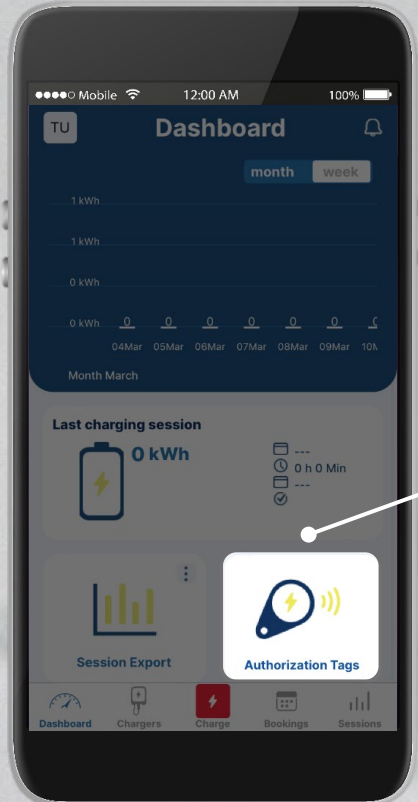 Mobile 12:00 AM 100%
TU Dashboard
month week
1 kWh
1 kWh
0 kWh
0 kWh 0 0 0 0 0 0
04Mar 05Mar 06Mar 07Mar 08Mar 09Mar
Month March
Last charging session
0 kWh
---
0 h 0 Min
---
Session Export
Authorization Tags
Dashboard Chargers Charge Bookings Sessions